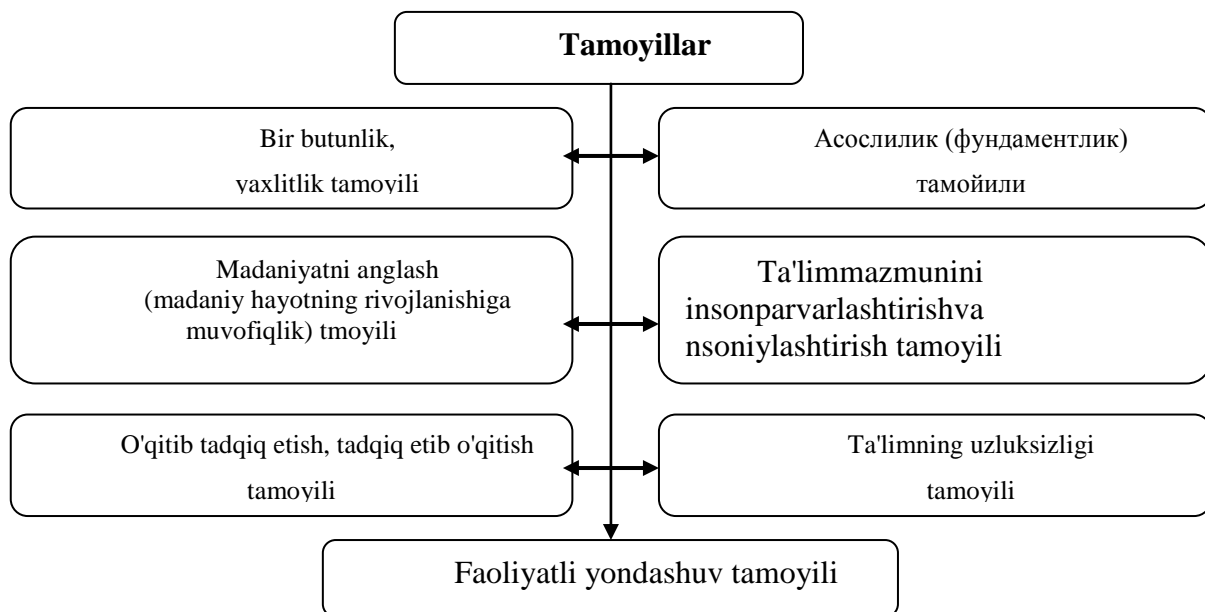 Tamoyillar
Bir butunlik,
yaxlitlik tamoyili
Асослилик (фундаментлик)
тамойили
Madaniyatni anglash
(madaniy hayotning rivojlanishiga
muvofiqlik) tmoyili
Ta'limmazmunini
insonparvarlashtirishva
nsoniylashtirish tamoyili
O'qitib tadqiq etish, tadqiq etib o'qitish
tamoyili
Ta'limning uzluksizligi
tamoyili
Faoliyatli yondashuv tamoyili